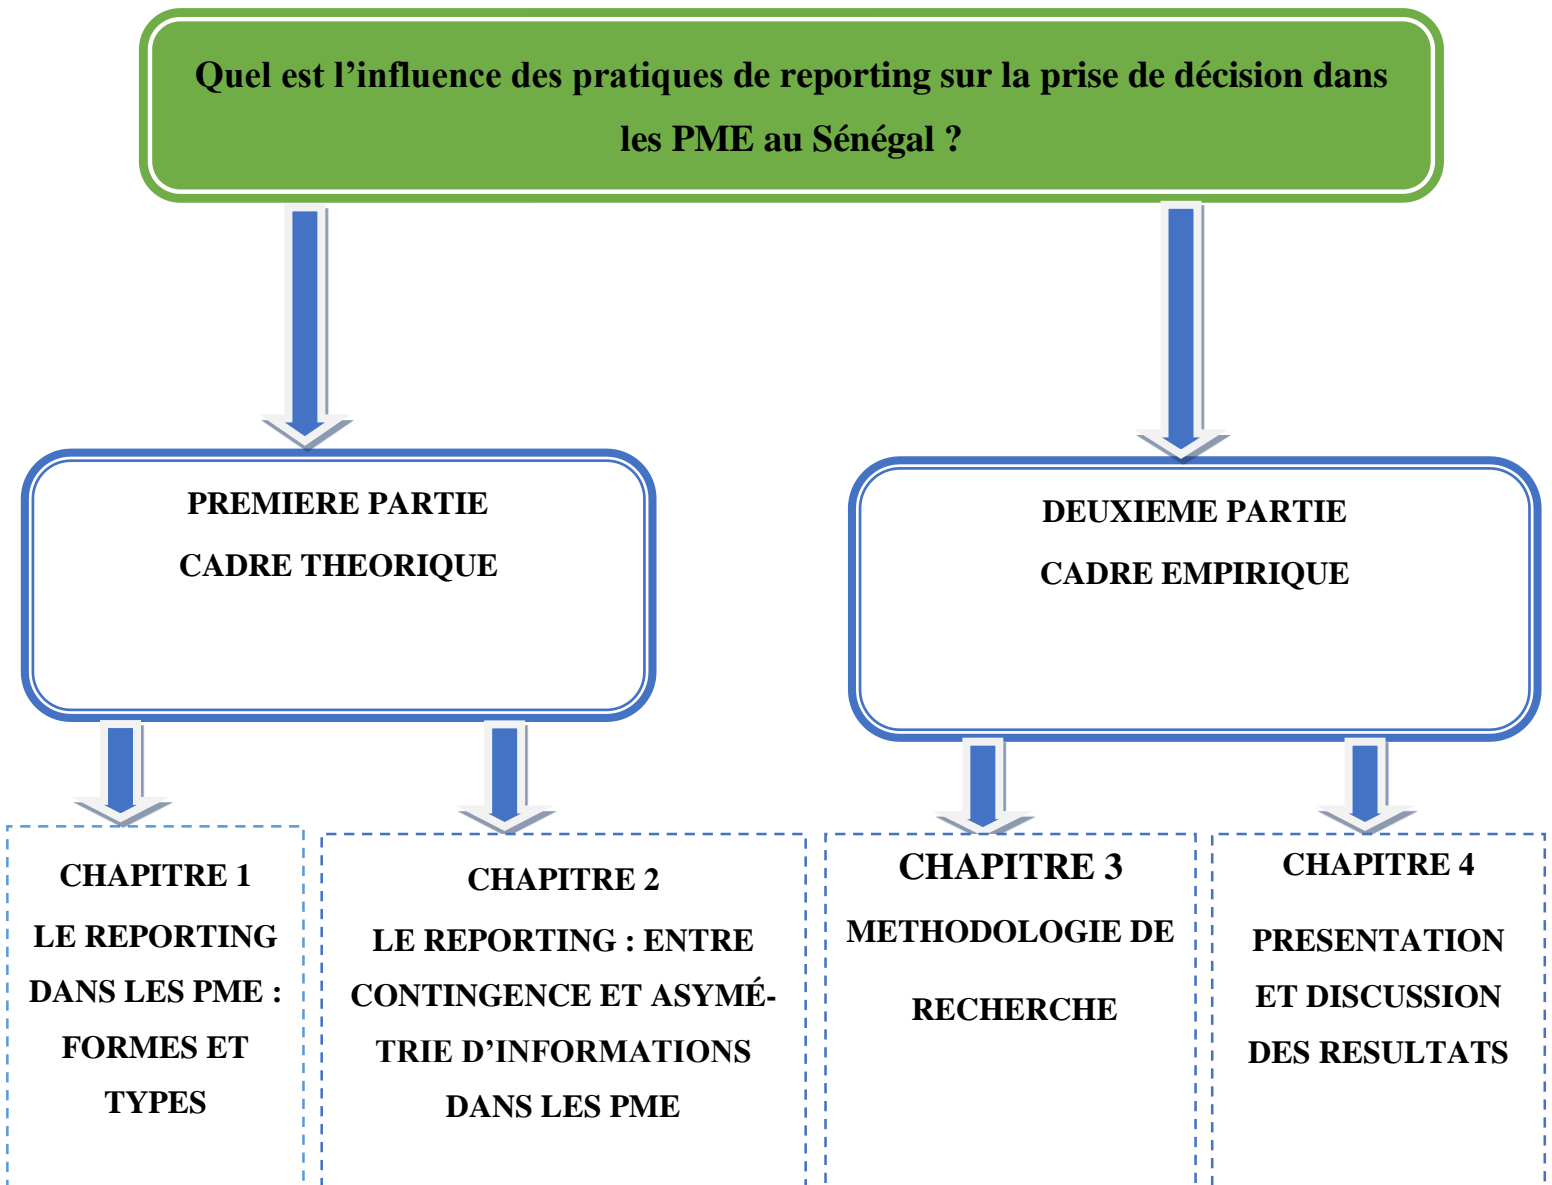 Quel est l’influence des pratiques de reporting sur la prise de décision dans
les PME au Sénégal ?
PREMIERE PARTIE
CADRE THEORIQUE
DEUXIEME PARTIE
CADRE EMPIRIQUE
CHAPITRE 1
LE REPORTING
DANS LES PME :
FORMES ET
TYPES
CHAPITRE 2
LE REPORTING : ENTRE
CONTINGENCE ET ASYMÉ-
TRIE D’INFORMATIONS
DANS LES PME
CHAPITRE 3
METHODOLOGIE DE
RECHERCHE
CHAPITRE 4
PRESENTATION
ET DISCUSSION
DES RESULTATS